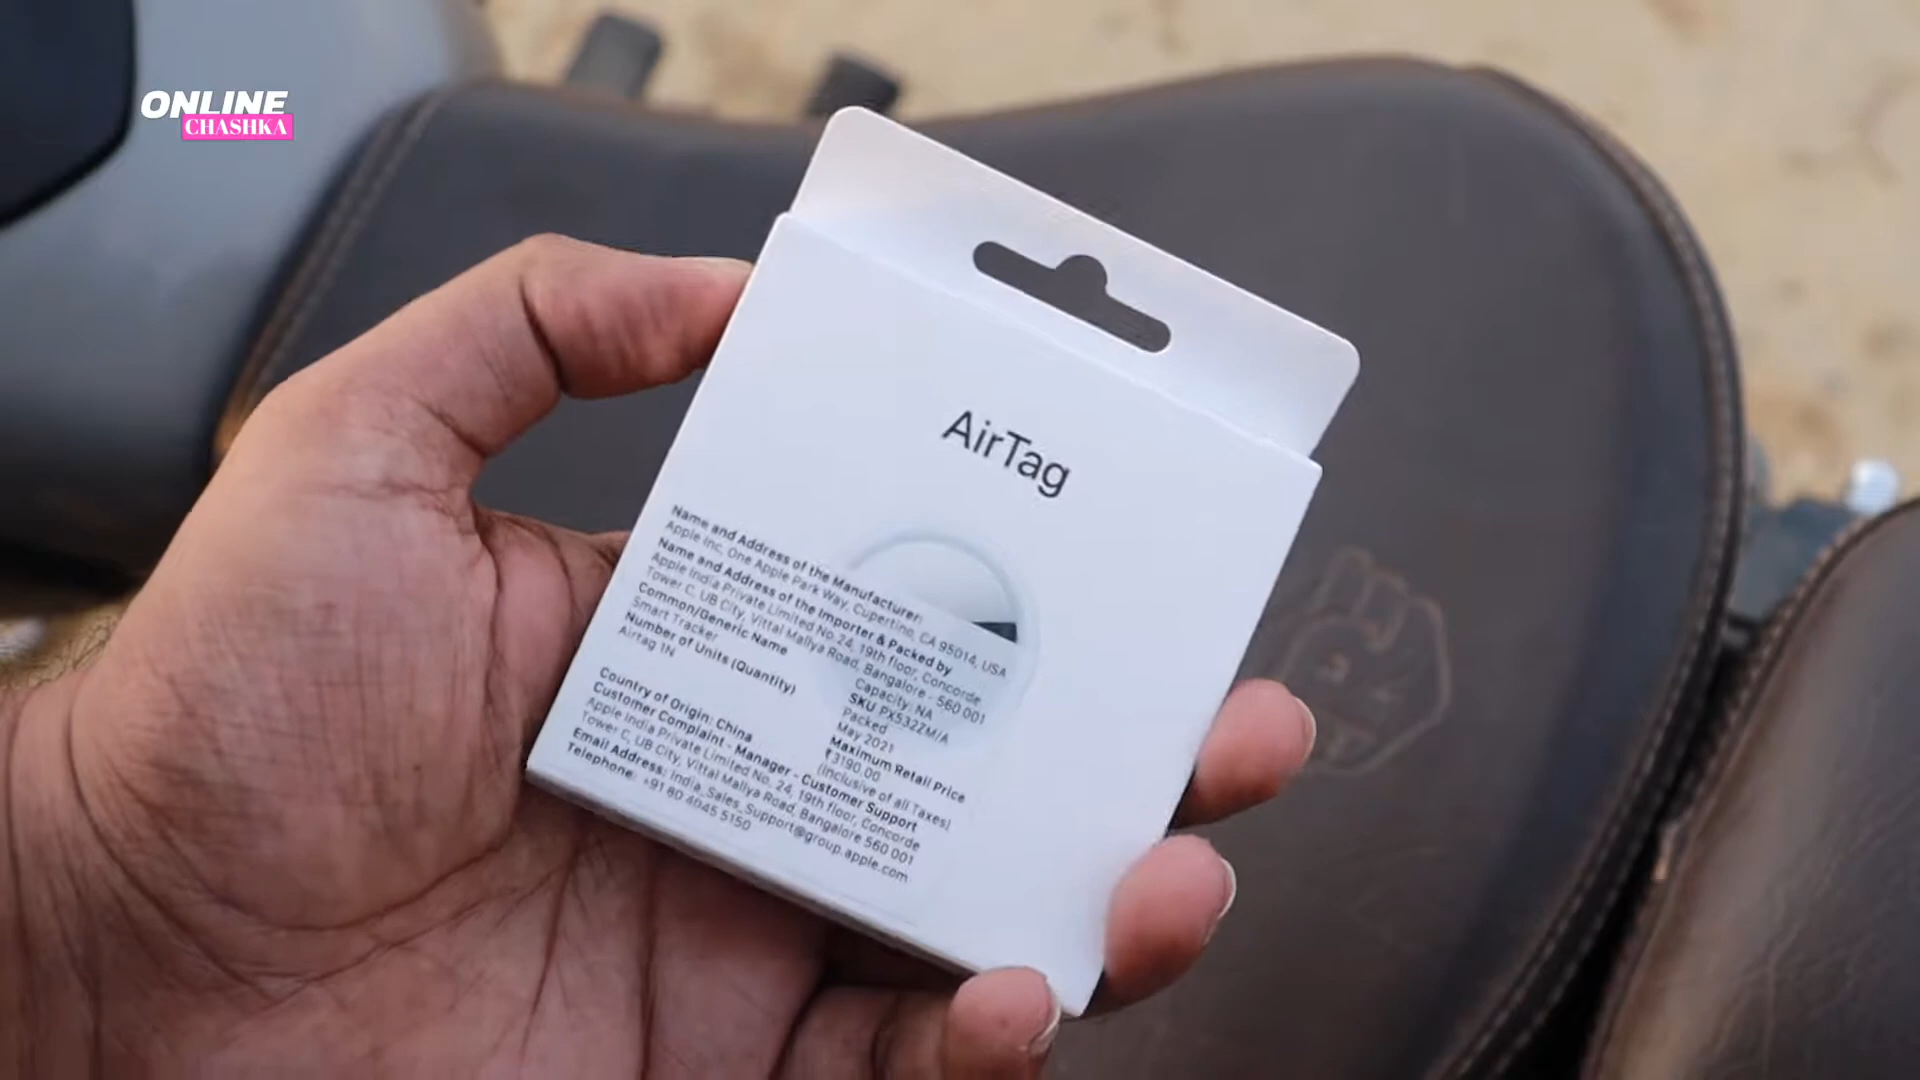 ONLINE
CHASHKA
AirTag
Name and Address of the Manufacturer:
Apple Inc, One Apple Park Way, Cupertino, CA 95014, USA
Name and Address of the Importer & Packed by
Apple India Private Limited No.24, 19th floor, Concorde
Tower C, UB City, Vittal Mallya Road, Bangalore - 560 001
Common/Generic Name
Smart Tracker
Number of Units (Quantity)
Airtag 1N
Capacity: NA
SKU PX532ZM/A
Packed
May 2021
Maximum Retail Price
₹3190.00
(Inclusive of all Taxes)
Country of Origin: China
Customer Complaint - Manager - Customer Support
Apple India Private Limited No. 24, 19th floor, Concorde
Tower C, UB City, Vittal Mallya Road, Bangalore 560 001
Email Address: India_Sales_Support@group.apple.com
Telephone: +91 80 4045 5150